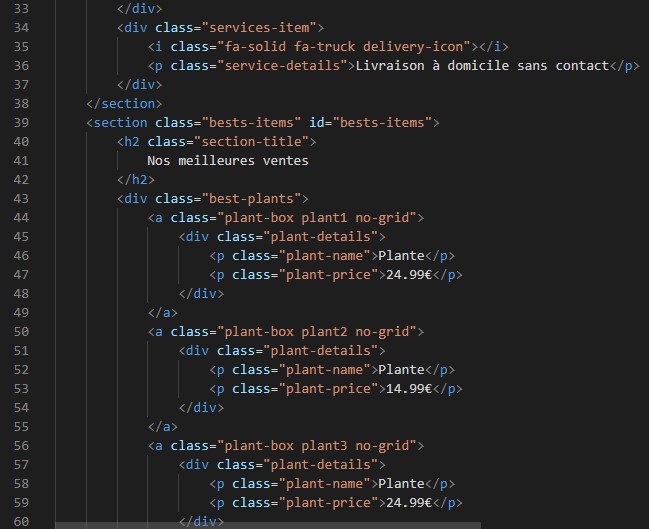 33 </div>
34 <div class="services-item">
35 <i class="fa-solid fa-truck delivery-icon"></i>
36 <p class="service-details">Livraison à domicile sans contact</p>
37 </div>
38 </section>
39 <section class="bests-items" id="bests-items">
40 <h2 class="section-title">
41 Nos meilleures ventes
42 </h2>
43 <div class="best-plants">
44 <a class="plant-box plant1 no-grid">
45 <div class="plant-details">
46 <p class="plant-name">Plante</p>
47 <p class="plant-price">24.99€</p>
48 </div>
49 </a>
50 <a class="plant-box plant2 no-grid">
51 <div class="plant-details">
52 <p class="plant-name">Plante</p>
53 <p class="plant-price">14.99€</p>
54 </div>
55 </a>
56 <a class="plant-box plant3 no-grid">
57 <div class="plant-details">
58 <p class="plant-name">Plante</p>
59 <p class="plant-price">24.99€</p>
60 </div>